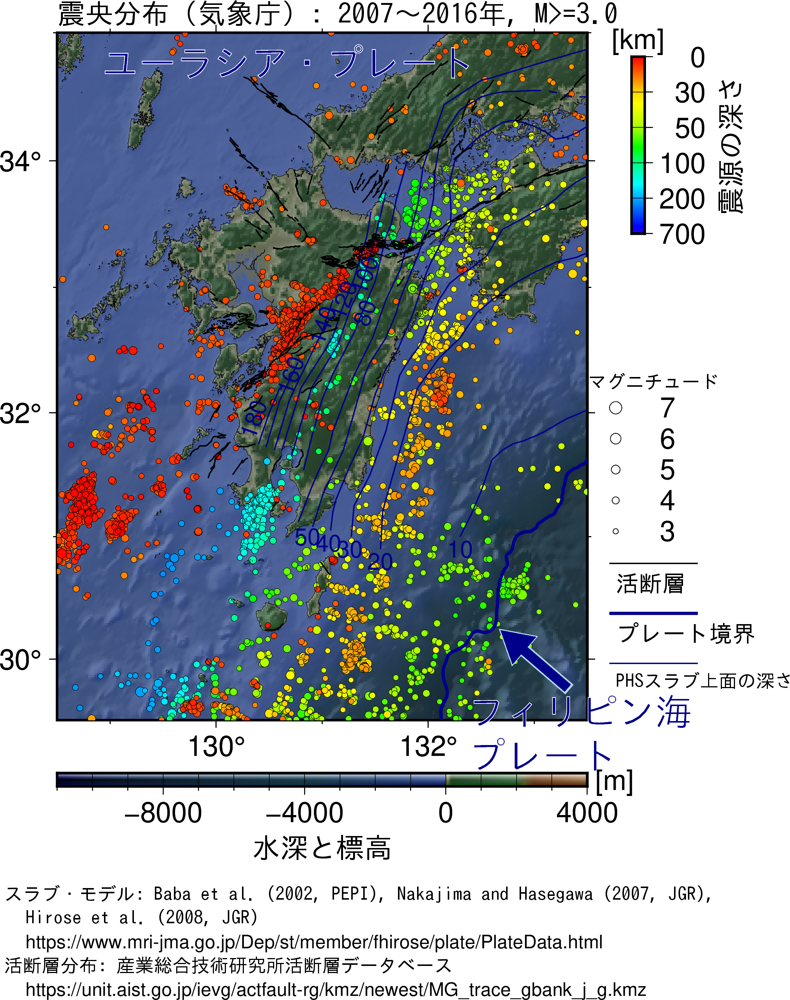 震央分布（気象庁）: 2007〜2016年, M>=3.0
[km]
ユーラシア・プレート
0
30
50
100
200
700
震源の深さ
34°
32°
30°
100
120
80
140
160
180
50
40
30
20
10
マグニチュード
7
6
5
4
3
活断層
プレート境界
PHSスラブ上面の深さ
フィリピン海
プレート
130°
132°
[m]
−8000
−4000
0
4000
水深と標高
スラブ・モデル: Baba et al. (2002, PEPI), Nakajima and Hasegawa (2007, JGR),
Hirose et al. (2008, JGR)
https://www.mri-jma.go.jp/Dep/st/member/fhirose/plate/PlateData.html
活断層分布: 産業総合技術研究所活断層データベース
https://unit.aist.go.jp/ievg/actfault-rg/kmz/newest/MG_trace_gbank_j_g.kmz